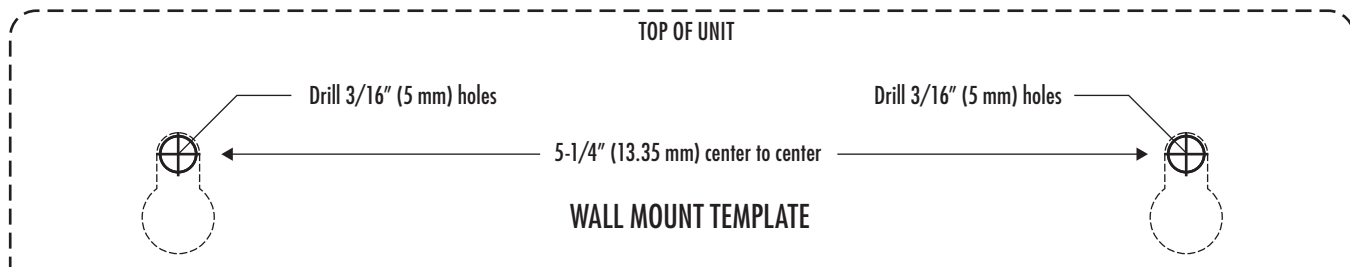 TOP OF UNIT
Drill 3/16” (5 mm) holes
Drill 3/16” (5 mm) holes
5-1/4” (13.35 mm) center to center
WALL MOUNT TEMPLATE